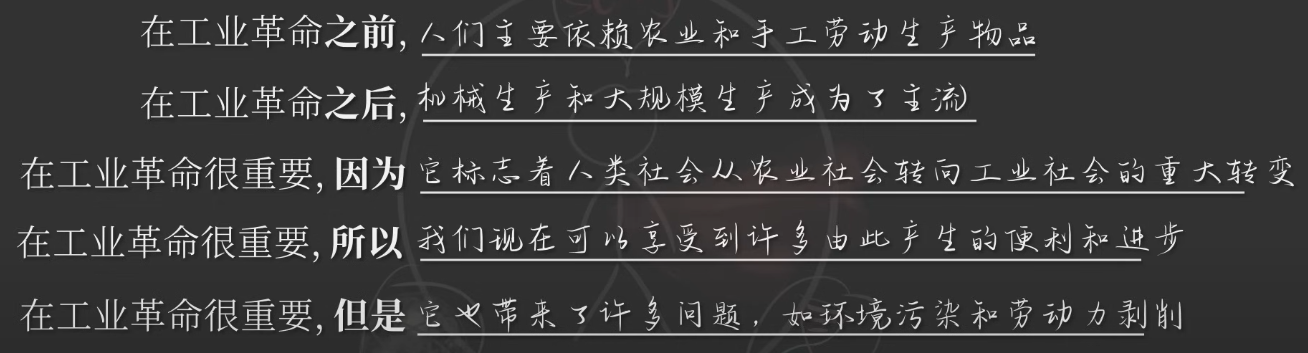 在工业革命之前, 人们主要依赖农业和手工劳动生产物品
在工业革命之后, 机械生产和大规模生产成为了主流
在工业革命很重要, 因为 它标志着人类社会从农业社会转向工业社会的重大转变
在工业革命很重要, 所以 我们现在可以享受到许多由此产生的便利和进步
在工业革命很重要, 但是 它也带来了许多问题，如环境污染和劳动力剥削